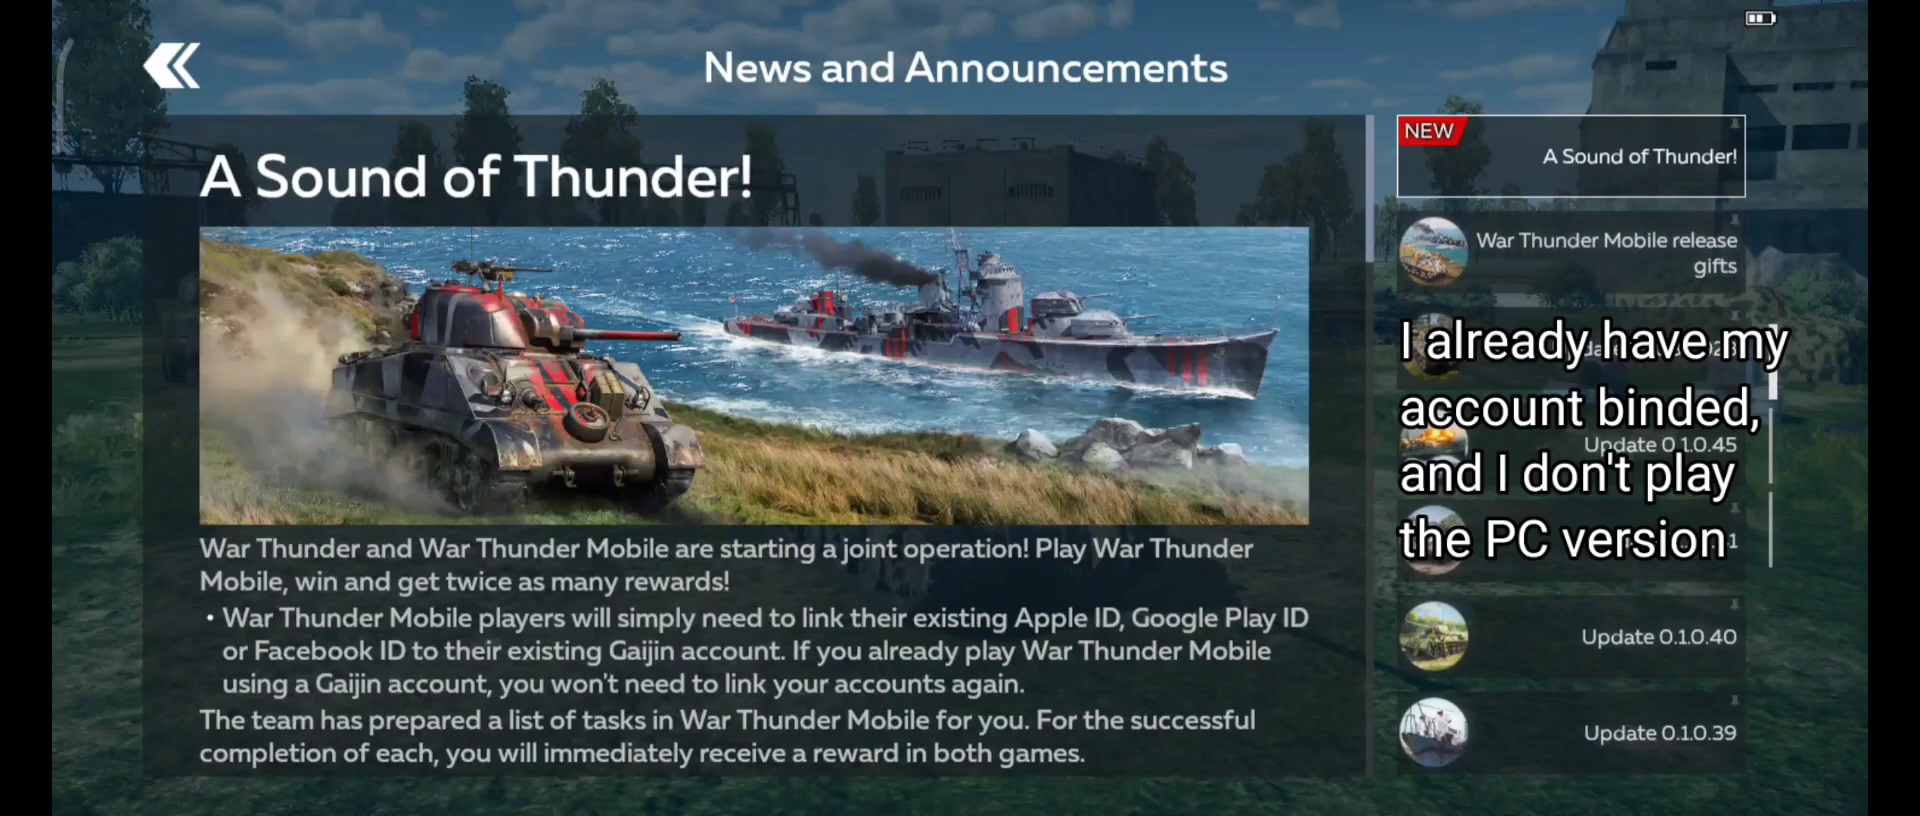 News and Announcements
A Sound of Thunder!
War Thunder and War Thunder Mobile are starting a joint operation! Play War Thunder
Mobile, win and get twice as many rewards!
• War Thunder Mobile players will simply need to link their existing Apple ID, Google Play ID
or Facebook ID to their existing Gaijin account. If you already play War Thunder Mobile
using a Gaijin account, you won't need to link your accounts again.
The team has prepared a list of tasks in War Thunder Mobile for you. For the successful
completion of each, you will immediately receive a reward in both games.
NEW
A Sound of Thunder!
War Thunder Mobile release
gifts
I already have my
account binded,
Update 0.1.0.45
and I don't play
the PC version
Update 0.1.0.40
Update 0.1.0.39